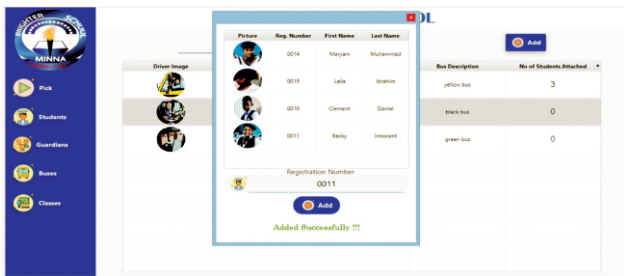 BRIGHTER SCHOOL
MINNA
Pick
Students
Guardians
Buses
Classes
OL
Add
Driver Image
Bus Description
No of Students Attached
yellow bus
3
black bus
0
green bus
0
x
Picture
Reg. Number
First Name
Last Name
0014
Maryam
Muhammad
0015
Laila
Ibrahim
0010
Clement
Daniel
0011
Becky
Innocent
Registration Number
0011
Add
Added Successfully !!!